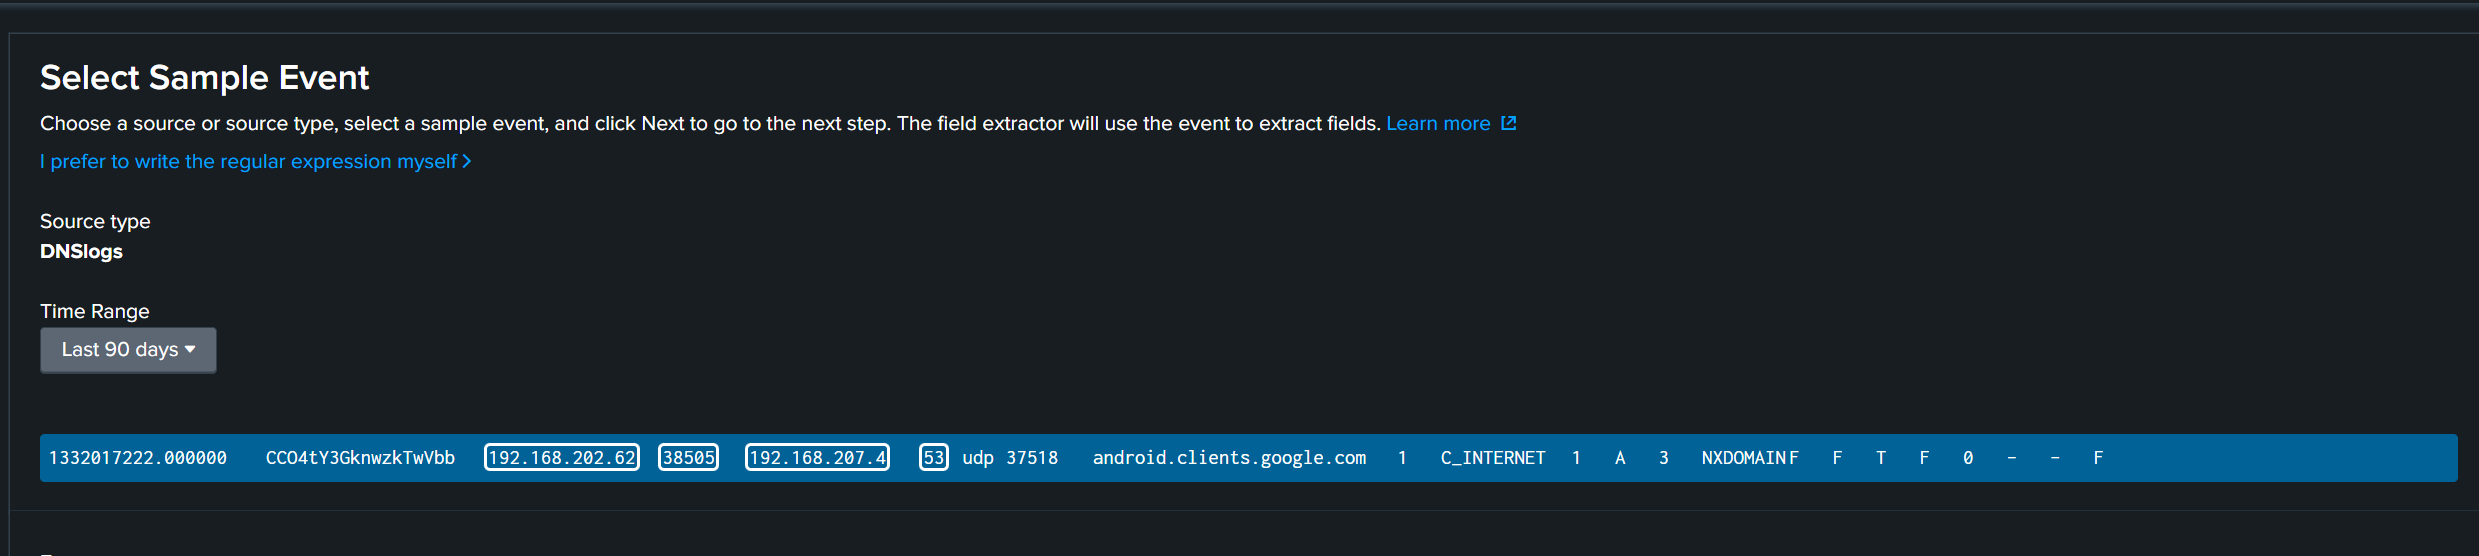 Select Sample Event
Choose a source or source type, select a sample event, and click Next to go to the next step. The field extractor will use the event to extract fields. Learn more
I prefer to write the regular expression myself >
Source type
DNSlogs
Time Range
Last 90 days
1332017222.000000 CCO4tY3GknwzkTwVbb 192.168.202.62 38505 192.168.207.4 53 udp 37518 android.clients.google.com 1 C_INTERNET 1 A 3 NXDOMAIN F F T F 0 - - F